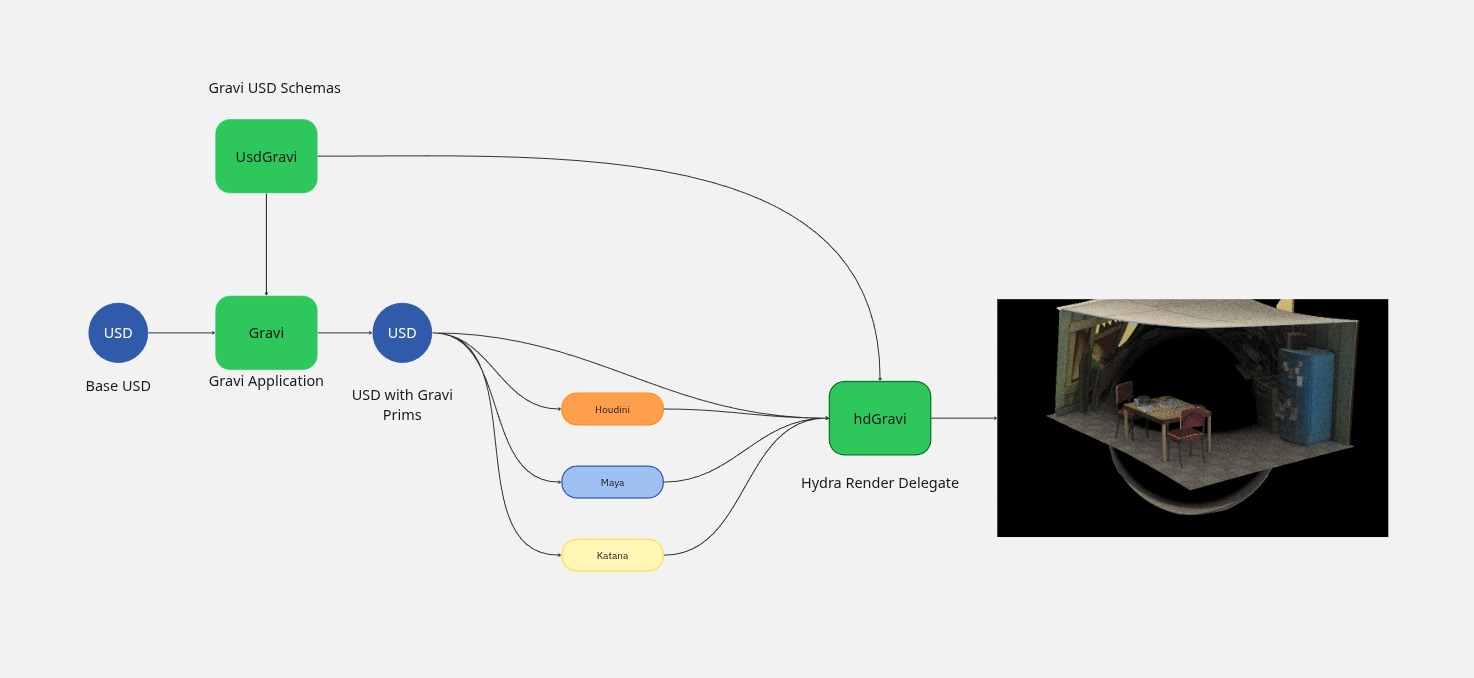 Gravi USD Schemas
UsdGravi
USD
Base USD
Gravi
Gravi Application
USD
USD with Gravi
Prims
Houdini
Maya
Katana
hdGravi
Hydra Render Delegate